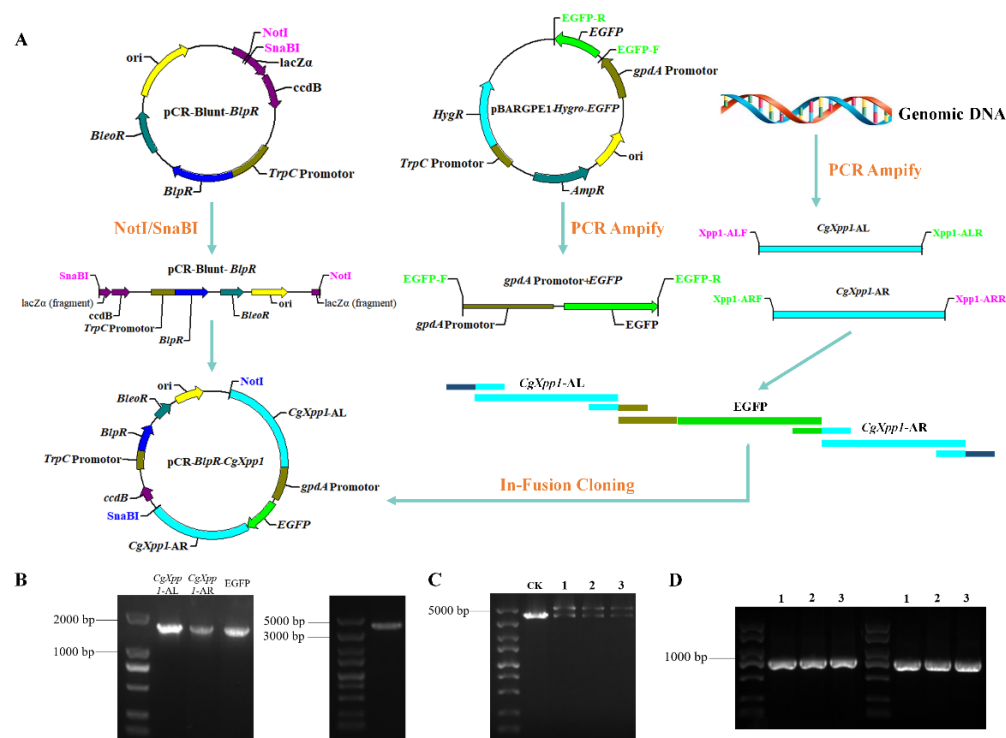 A
NotI
SnaBI
lacZα
ccdB
ori
pCR-Blunt-BlpR
BleoR
BlpR
TrpC Promotor
EGFP-R
EGFP
EGFP-F
gpdA Promotor
pBARGPE1-Hygro-EGFP
HygR
TrpC Promotor
ori
AmpR
Genomic DNA
NotI/SnaBI
PCR Ampify
PCR Ampify
pCR-Blunt- BlpR
SnaBI
NotI
lacZα (fragment)
lacZα (fragment)
ccdB
ori
TrpC Promotor
BleoR
BlpR
EGFP-F
gpdA Promotor+EGFP
EGFP-R
gpdA Promotor
EGFP
CgXpp1-AL
Xpp1-ALF
Xpp1-ALR
CgXpp1-AR
Xpp1-ARF
Xpp1-ARR
CgXpp1-AL
EGFP
CgXpp1-AR
In-Fusion Cloning
ori
NotI
BleoR
CgXpp1-AL
BlpR
TrpC Promotor
pCR-BlpR-CgXpp1
ccdB
gpdA Promotor
SnaBI
EGFP
CgXpp1-AR
B
CgXpp
1-AL
CgXpp
1-AR
EGFP
2000 bp
1000 bp
5000 bp
3000 bp
C
CK 1 2 3
5000 bp
D
1 2 3 1 2 3
1000 bp